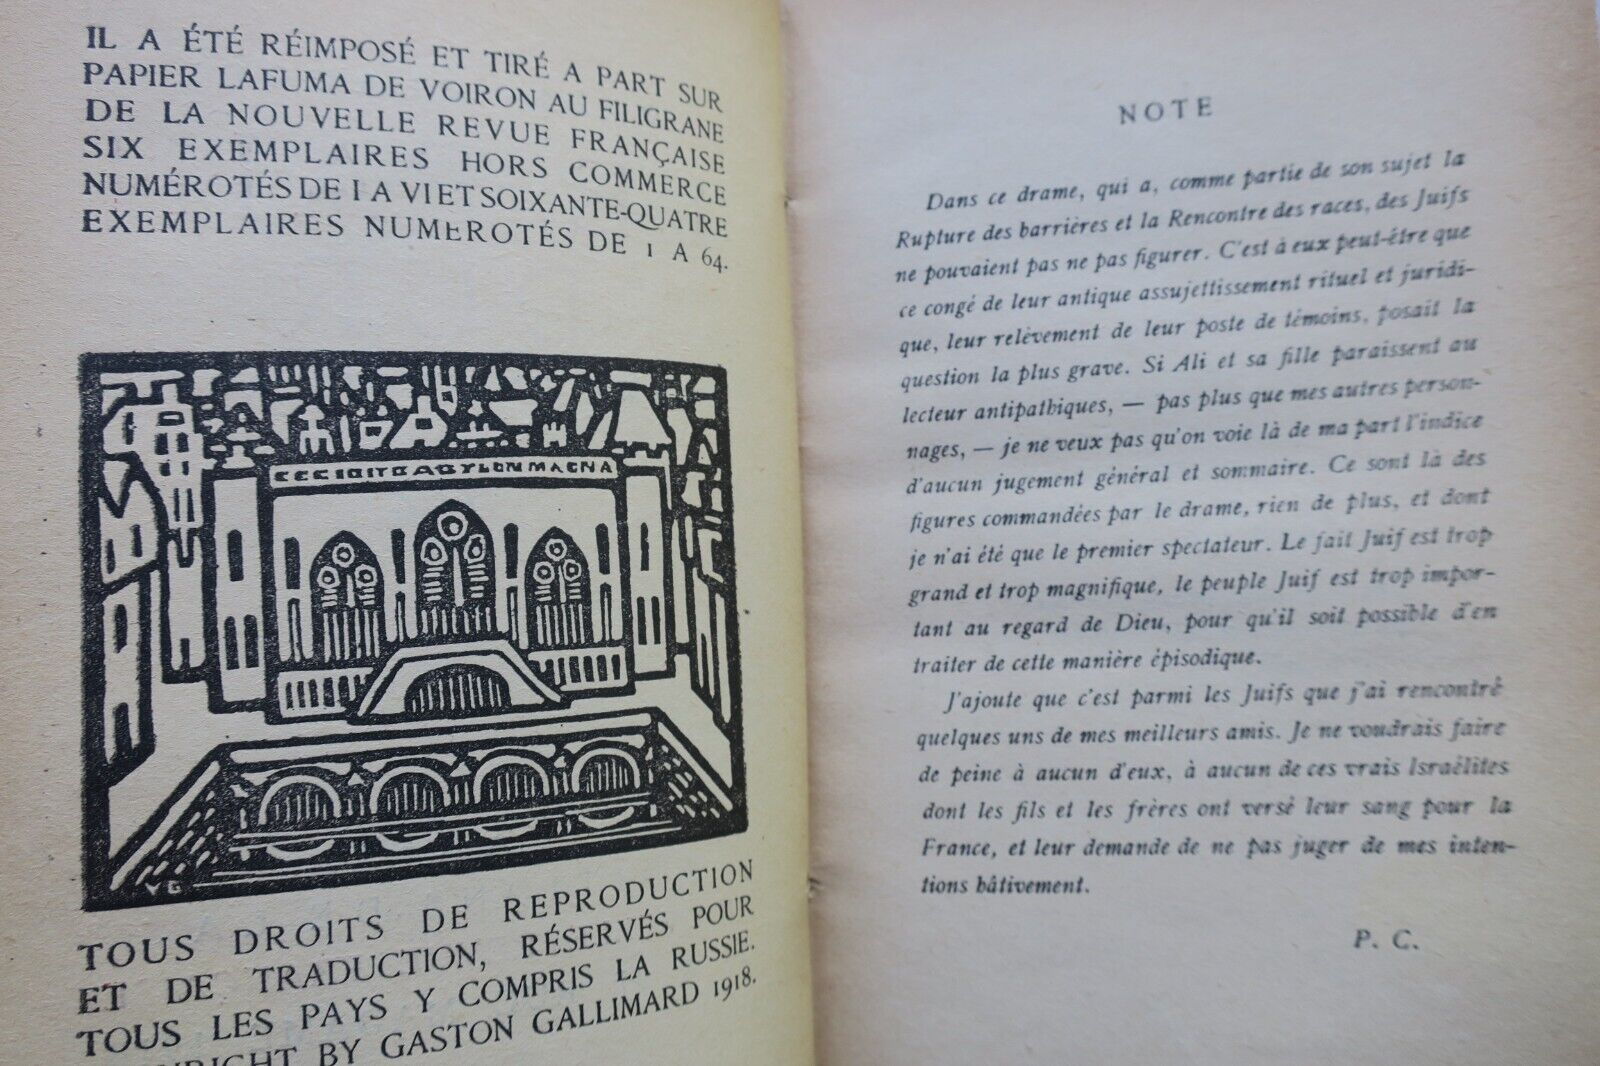 IL A ÉTÉ RÉIMPOSÉ ET TIRÉ A PART SUR
PAPIER LAFUMA DE VOIRON AU FILIGRANE
DE LA NOUVELLE REVUE FRANÇAISE
SIX EXEMPLAIRES HORS COMMERCE
NUMÉROTÉS DE I A VI ET SOIXANTE-QUATRE
EXEMPLAIRES NUMEROTÉS DE 1 A 64.
CECIDIT BABYLON MAGNA
VG
TOUS DROITS DE REPRODUCTION
ET DE TRADUCTION, RÉSERVÉS POUR
TOUS LES PAYS Y COMPRIS LA RUSSIE.
COPYRIGHT BY GASTON GALLIMARD 1918.
NOTE
Dans ce drame, qui a, comme partie de son sujet la
Rupture des barrières et la Rencontre des races, des Juifs
ne pouvaient pas ne pas figurer. C'est à eux peut-être que
ce congé de leur antique assujettissement rituel et juridi-
que, leur relèvement de leur poste de témoins, posait la
question la plus grave. Si Ali et sa fille paraissent au
lecteur antipathiques, — pas plus que mes autres person-
nages, — je ne veux pas qu'on voie là de ma part l'indice
d'aucun jugement général et sommaire. Ce sont là des
figures commandées par le drame, rien de plus, et dont
je n'ai été que le premier spectateur. Le fait Juif est trop
grand et trop magnifique, le peuple Juif est trop impor-
tant au regard de Dieu, pour qu'il soit possible d'en
traiter de cette manière épisodique.
J'ajoute que c'est parmi les Juifs que j'ai rencontré
quelques uns de mes meilleurs amis. Je ne voudrais faire
de peine à aucun d'eux, à aucun de ces vrais Israélites
dont les fils et les frères ont versé leur sang pour la
France, et leur demande de ne pas juger de mes inten-
tions hâtivement.
P. C.